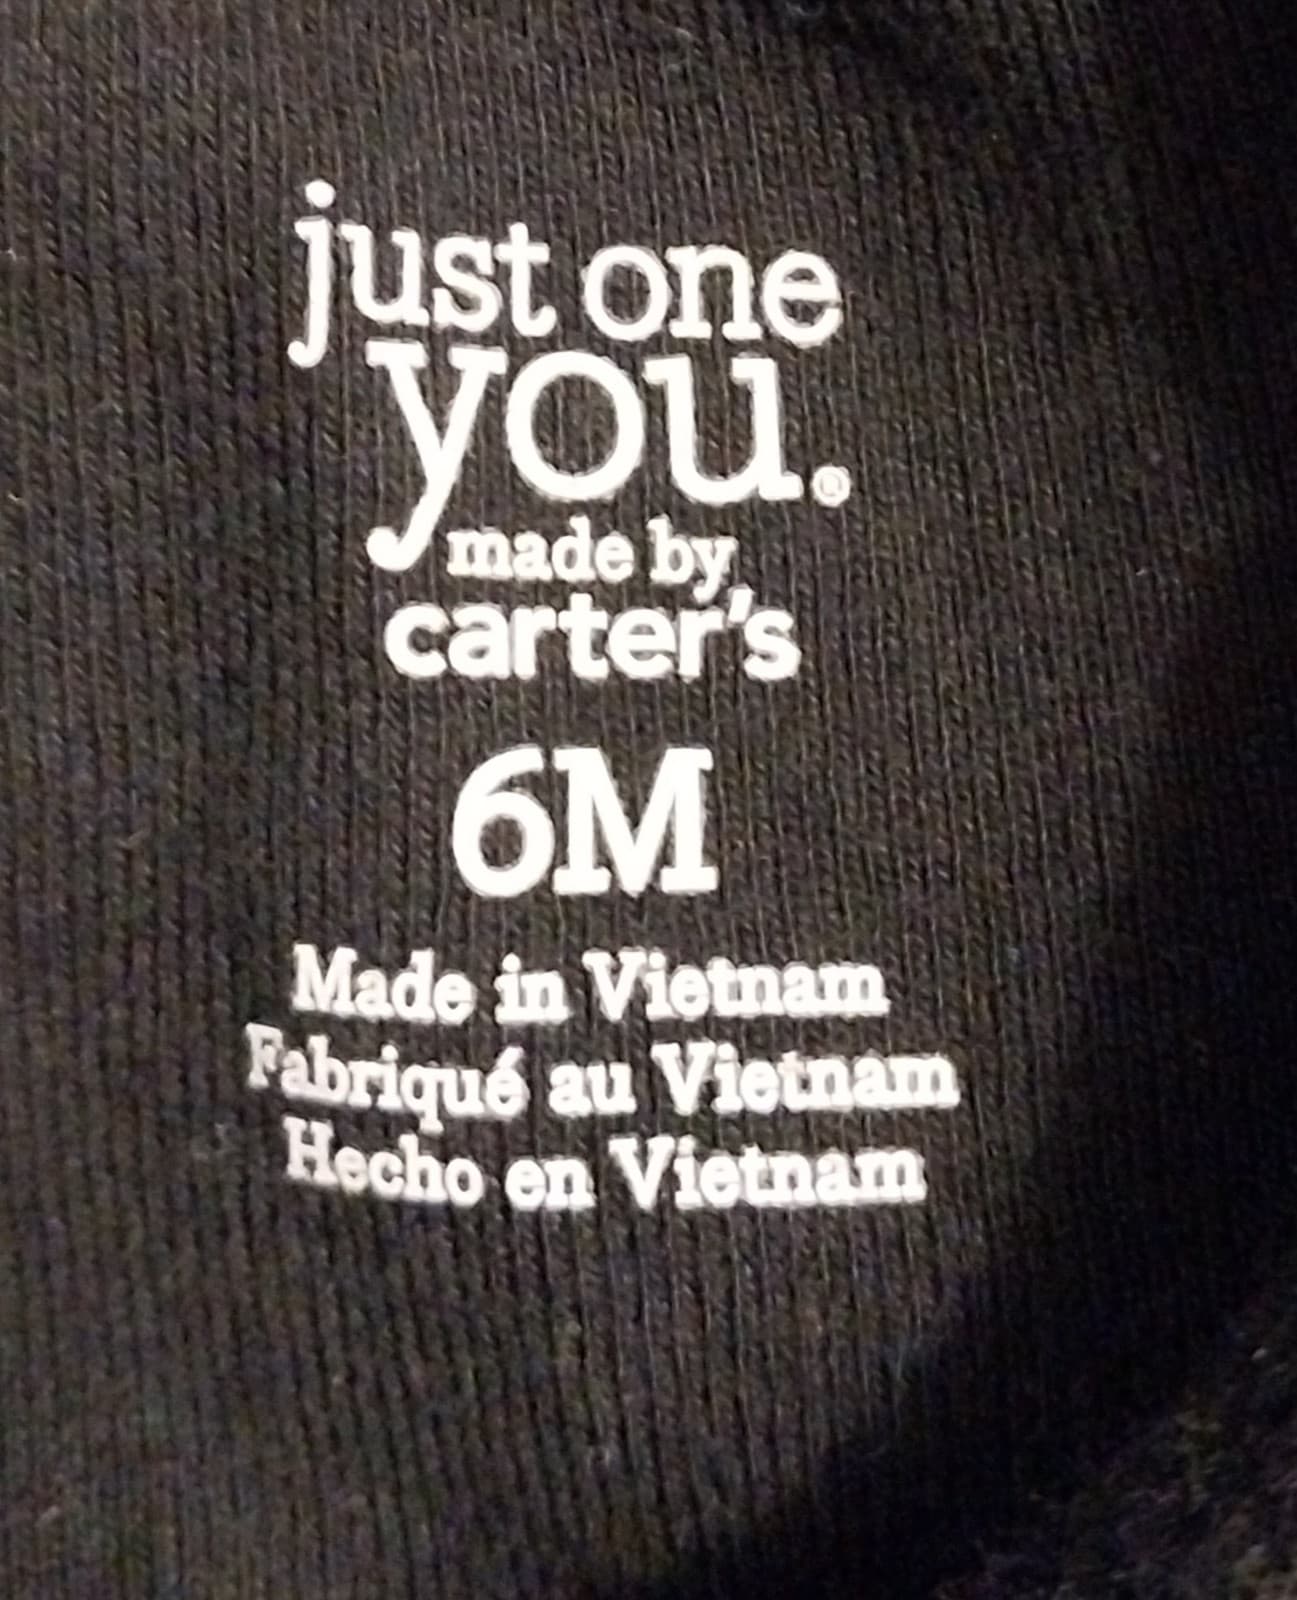 just one
you.®
made by
carter's
6M
Made in Vietnam
Fabriqué au Vietnam
Hecho en Vietnam